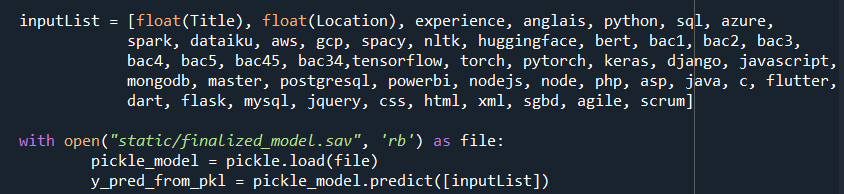 inputList = [float(Title), float(Location), experience, anglais, python, sql, azure,
spark, dataiku, aws, gcp, spacy, nltk, huggingface, bert, bac1, bac2, bac3,
bac4, bac5, bac45, bac34,tensorflow, torch, pytorch, keras, django, javascript,
mongodb, master, postgresql, powerbi, nodejs, node, php, asp, java, c, flutter,
dart, flask, mysql, jquery, css, html, xml, sgbd, agile, scrum]
with open("static/finalized_model.sav", 'rb') as file:
pickle_model = pickle.load(file)
y_pred_from_pkl = pickle_model.predict([inputList])